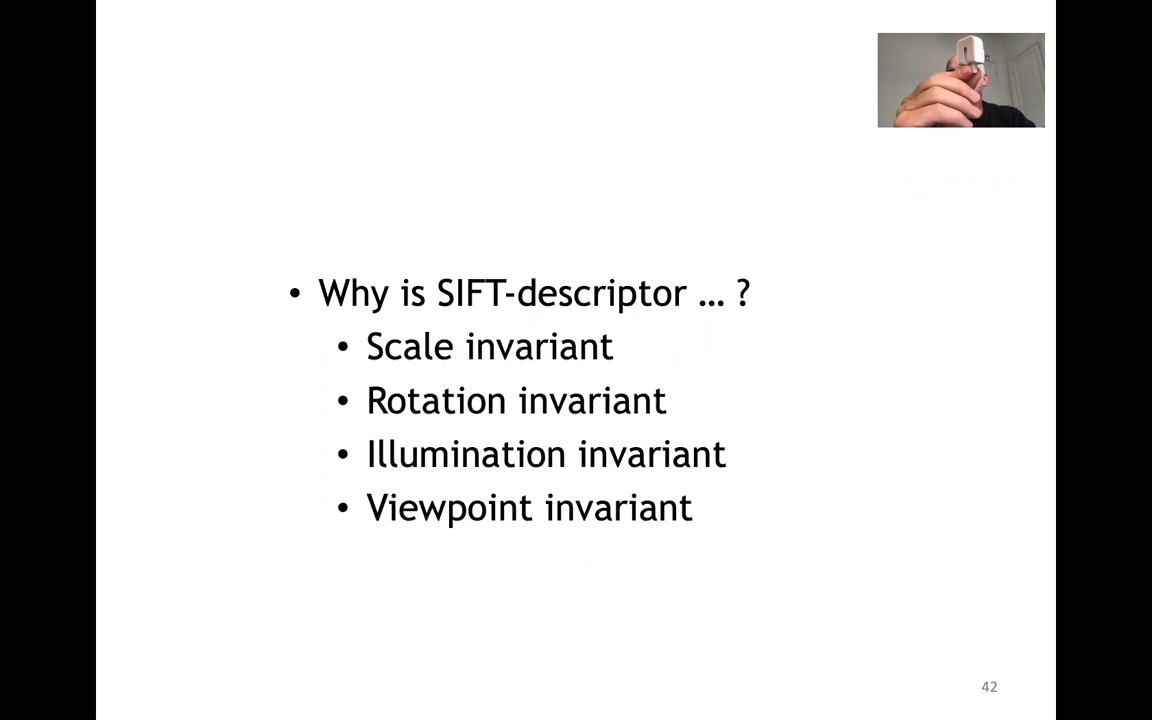 • Why is SIFT-descriptor … ?
• Scale invariant
• Rotation invariant
• Illumination invariant
• Viewpoint invariant
42